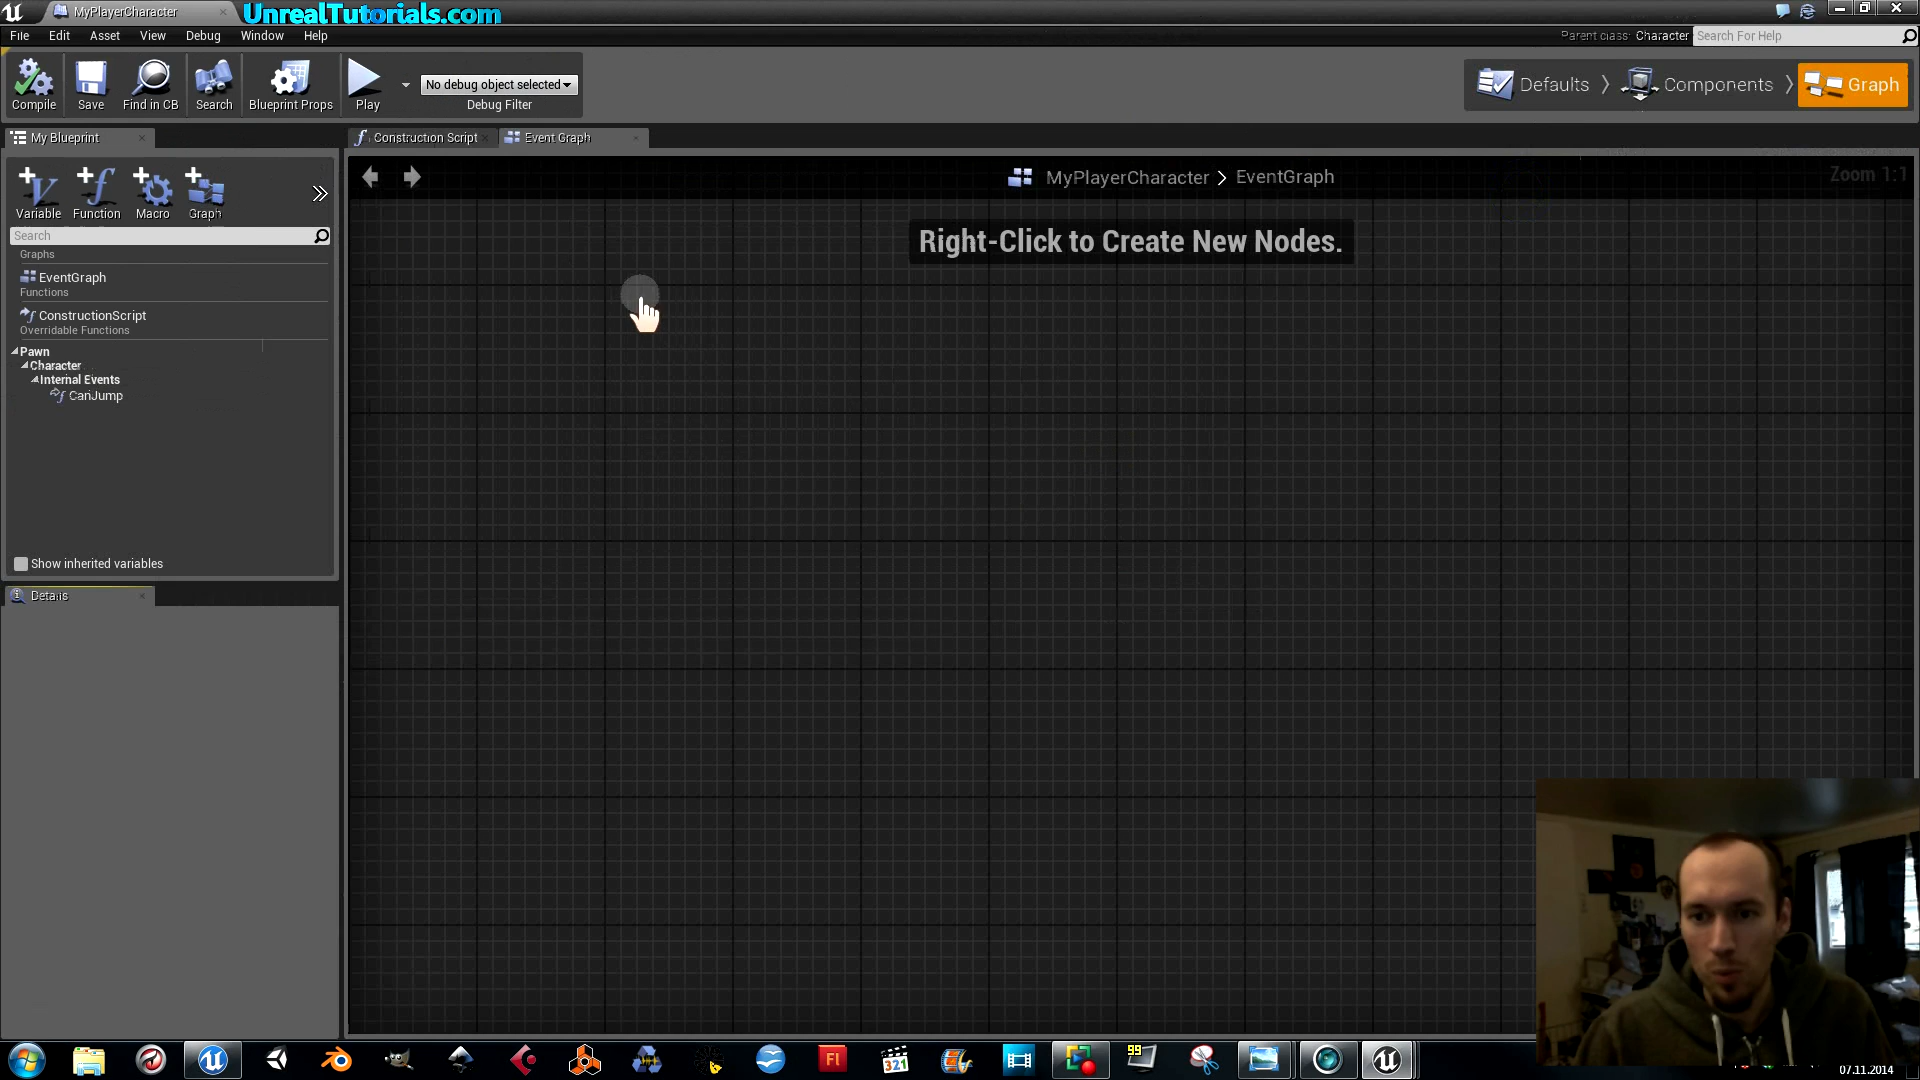 MyPlayerCharacter
UnrealTutorials.com
File Edit Asset View Debug Window Help
Parent class: Character
Search For Help
Compile
Save
Find in CB
Search
Blueprint Props
Play
No debug object selected
Debug Filter
Defaults
Components
Graph
My Blueprint
Construction Script
Event Graph
Variable
Function
Macro
Graph
MyPlayerCharacter > EventGraph
Zoom 1:1
Search
Graphs
EventGraph
Functions
ConstructionScript
Overridable Functions
Pawn
Character
Internal Events
CanJump
Right-Click to Create New Nodes.
Show inherited variables
Details
Fl
321
99
07.11.2014